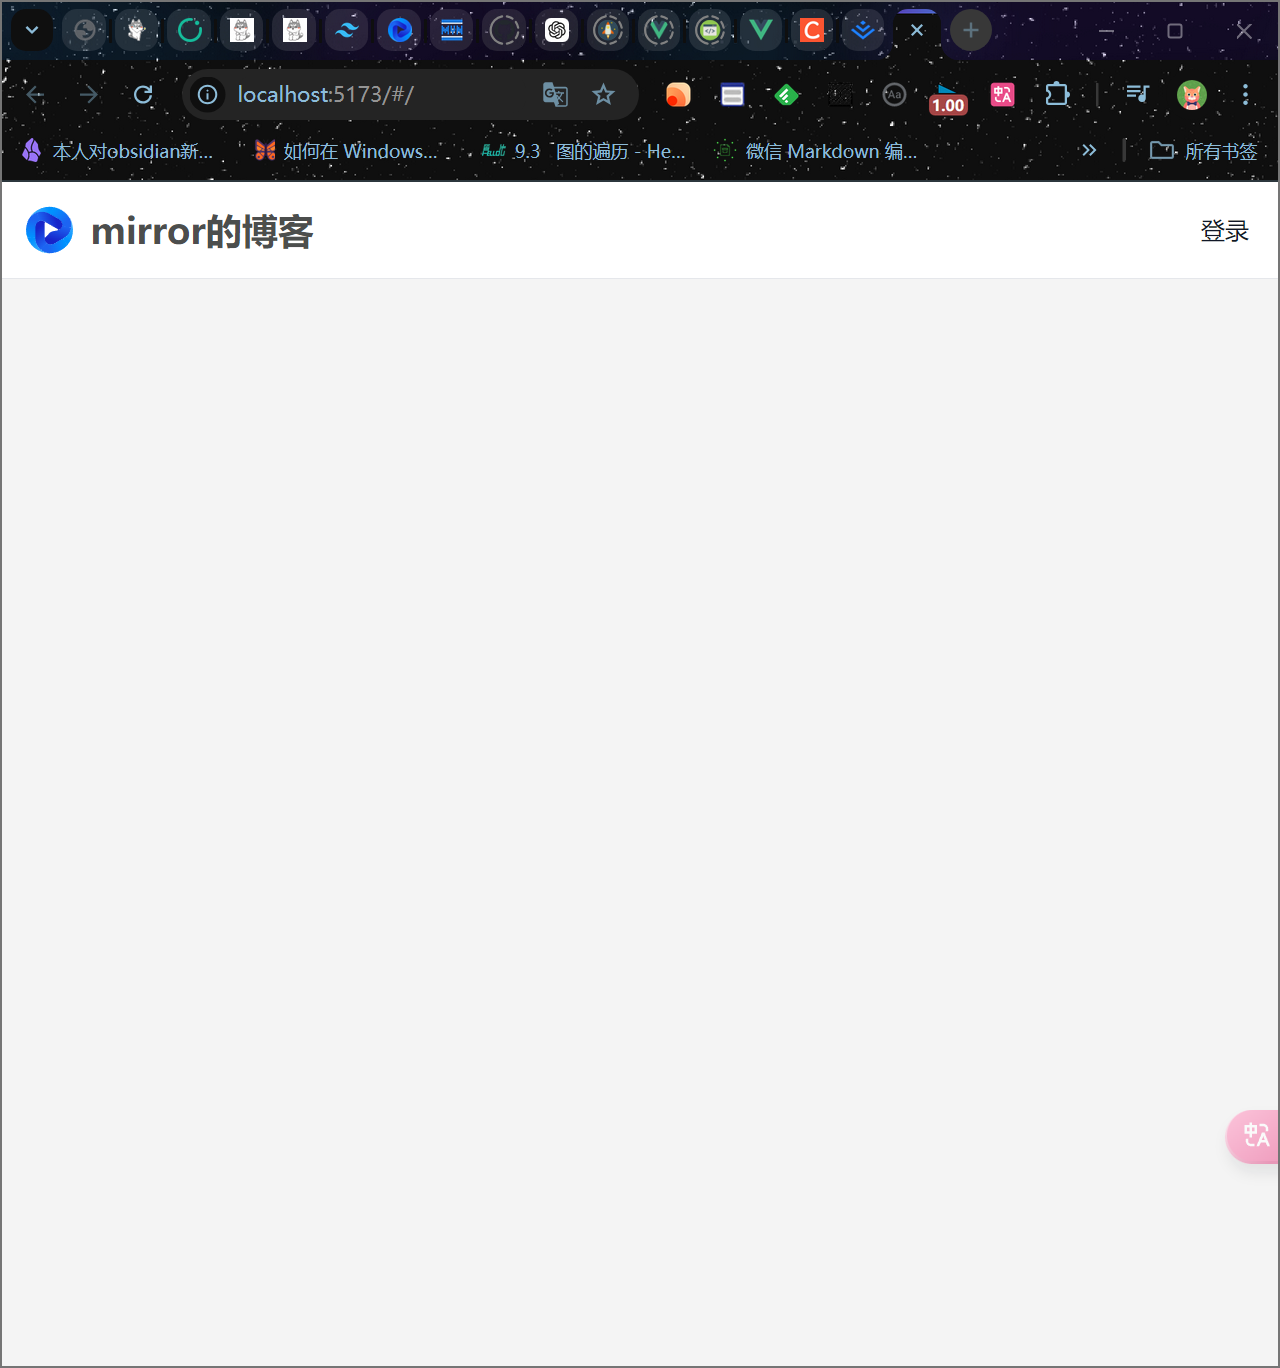 localhost:5173/#/
1.00
本人对obsidian新...
如何在 Windows...
9.3 图的遍历 - He...
微信 Markdown 编...
所有书签
mirror的博客
登录